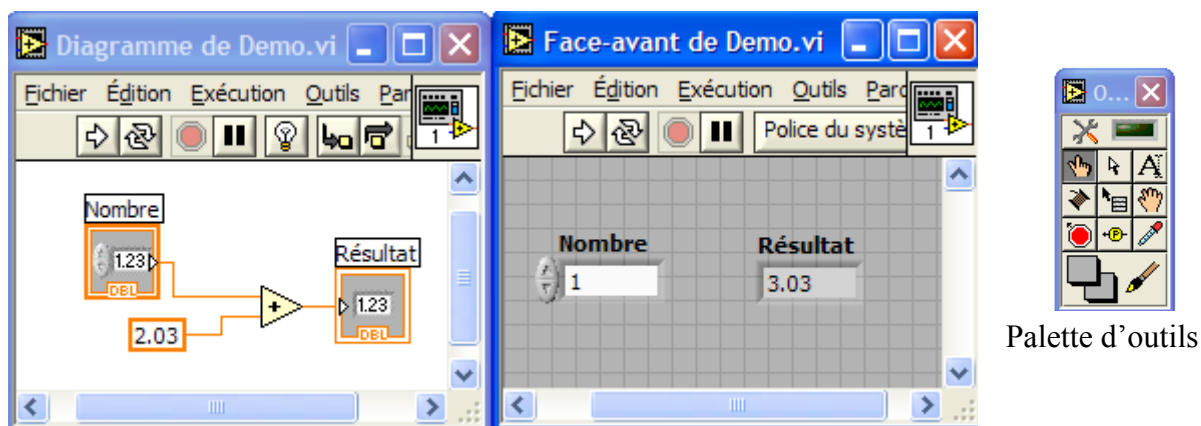 Diagramme de Demo.vi
Fichier Édition Exécution Outils Par
1
Nombre
1.23
DBL
2.03
Résultat
1.23
DBL
Face-avant de Demo.vi
Fichier Édition Exécution Outils Parc
Police du systè
1
Nombre
1
Résultat
3.03
O...
A
P
Palette d'outils